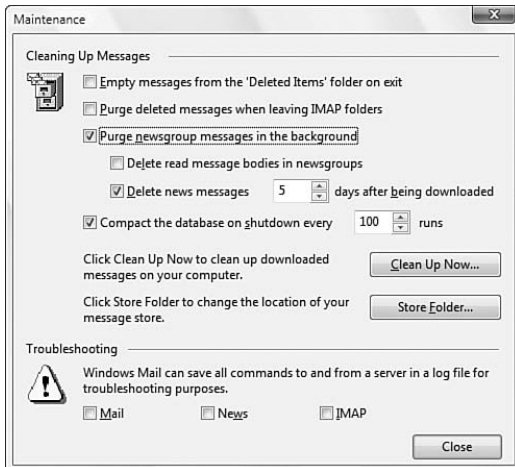 Maintenance
Cleaning Up Messages
Empty messages from the 'Deleted Items' folder on exit
Purge deleted messages when leaving IMAP folders
Purge newsgroup messages in the background
Delete read message bodies in newsgroups
Delete news messages 5 days after being downloaded
Compact the database on shutdown every 100 runs
Click Clean Up Now to clean up downloaded
messages on your computer.
Clean Up Now...
Click Store Folder to change the location of your
message store.
Store Folder...
Troubleshooting
Windows Mail can save all commands to and from a server in a log file for
troubleshooting purposes.
Mail News IMAP
Close